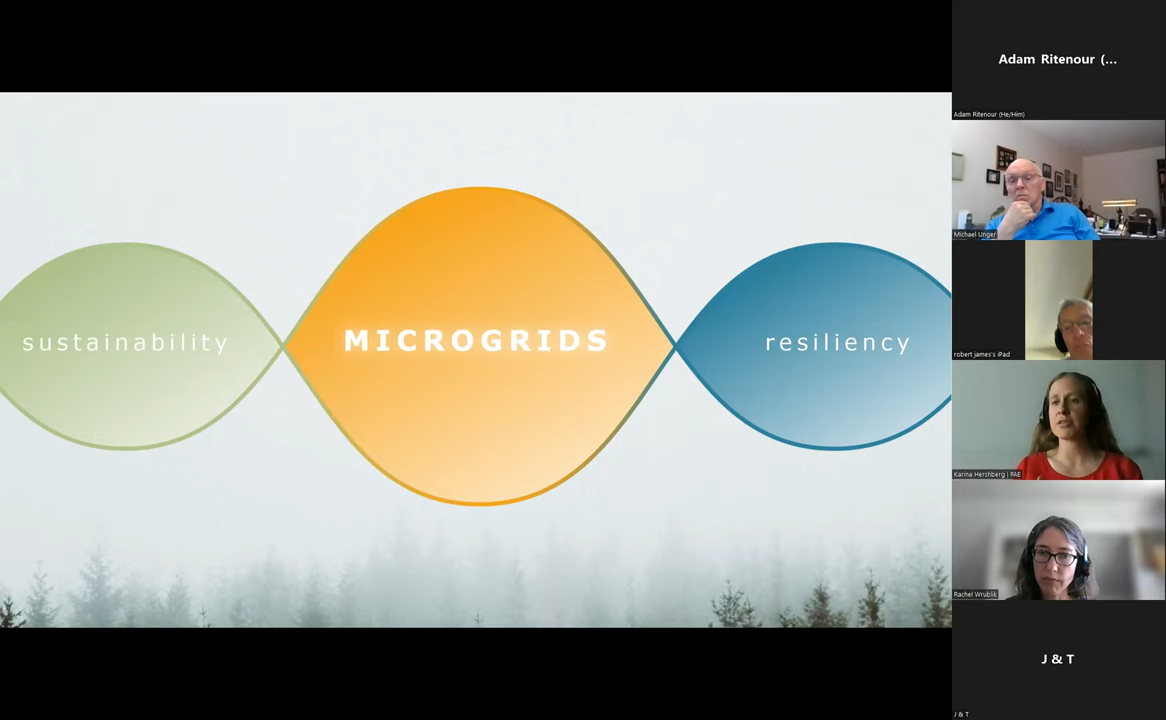 sustainability
MICROGRIDS
resiliency
Adam Ritenour (...
Adam Ritenour (He/Him)
Michael Unger
robert james's iPad
Karina Hershberg | PAE
Rachel Wrublik
J & T
J & T